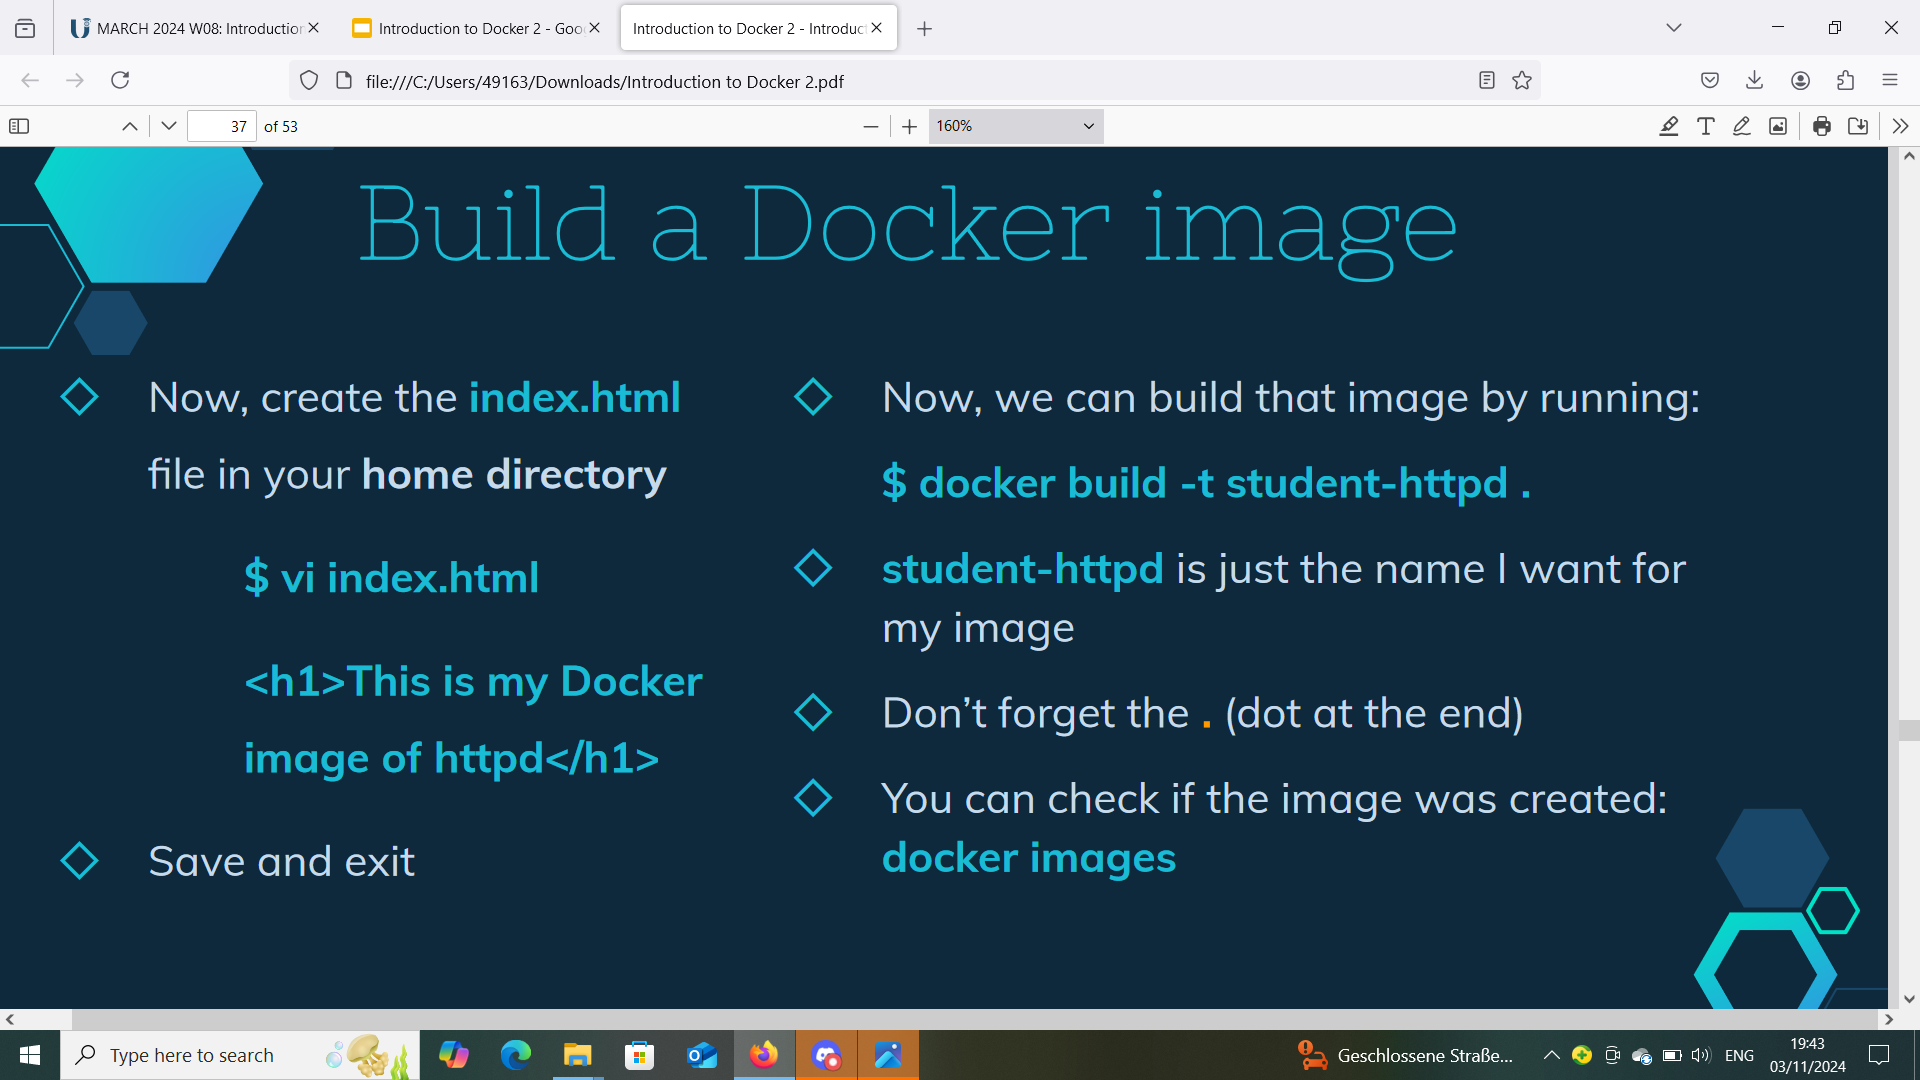 MARCH 2024 W08: Introduction
Introduction to Docker 2 - Goo
Introduction to Docker 2 - Introduc
file:///C:/Users/49163/Downloads/Introduction to Docker 2.pdf
37 of 53
160%
Build a Docker image
Now, create the index.html
file in your home directory
$ vi index.html
<h1>This is my Docker
image of httpd</h1>
Save and exit
Now, we can build that image by running:
$ docker build -t student-httpd .
student-httpd is just the name I want for
my image
Don’t forget the . (dot at the end)
You can check if the image was created:
docker images
Type here to search
Geschlossene Straße...
ENG
19:43
03/11/2024